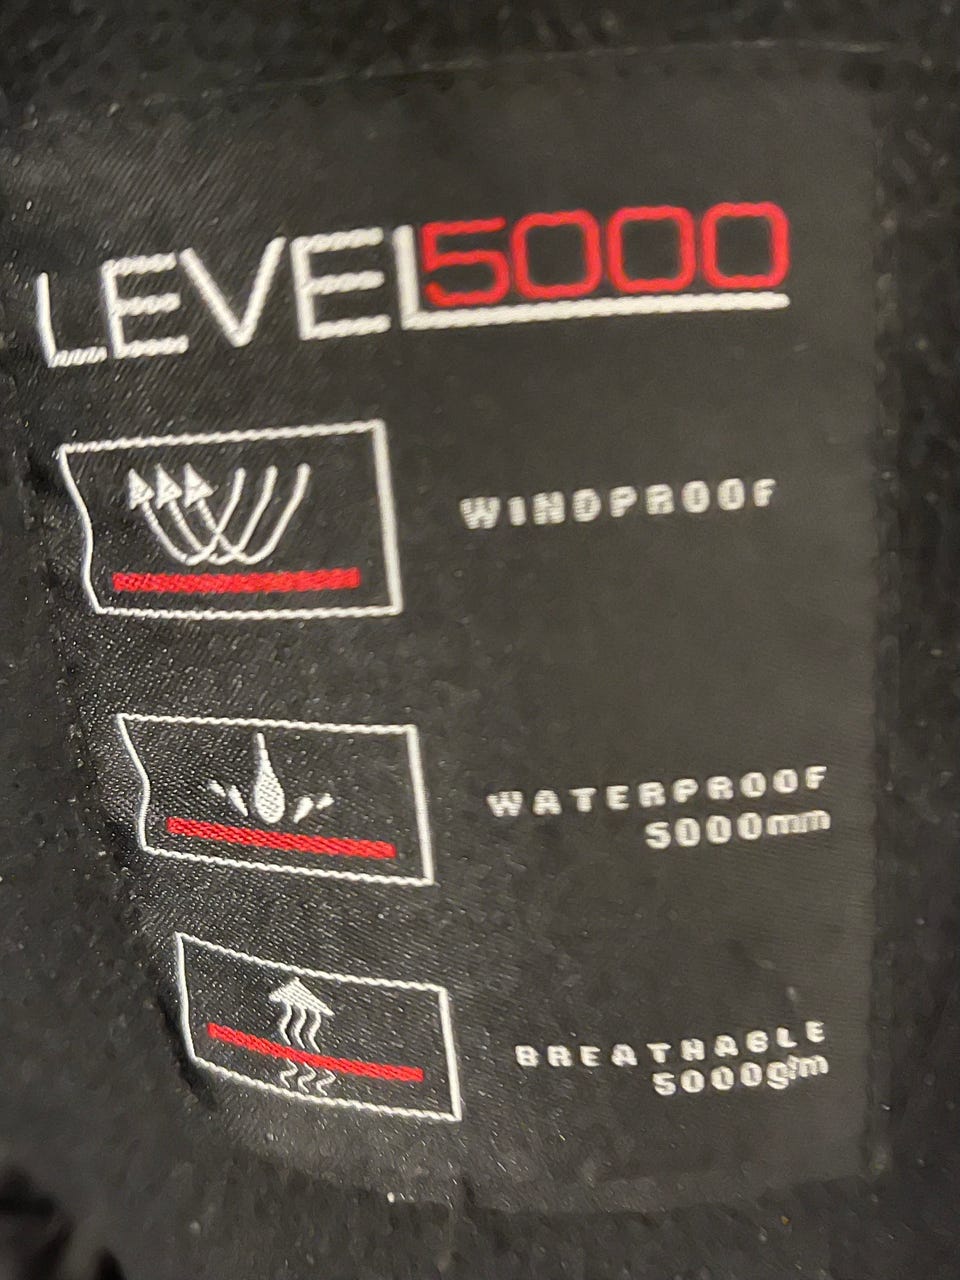 LEVEL5000
WINDPROOF
WATERPROOF
5000mm
BREATHABLE
5000g/m